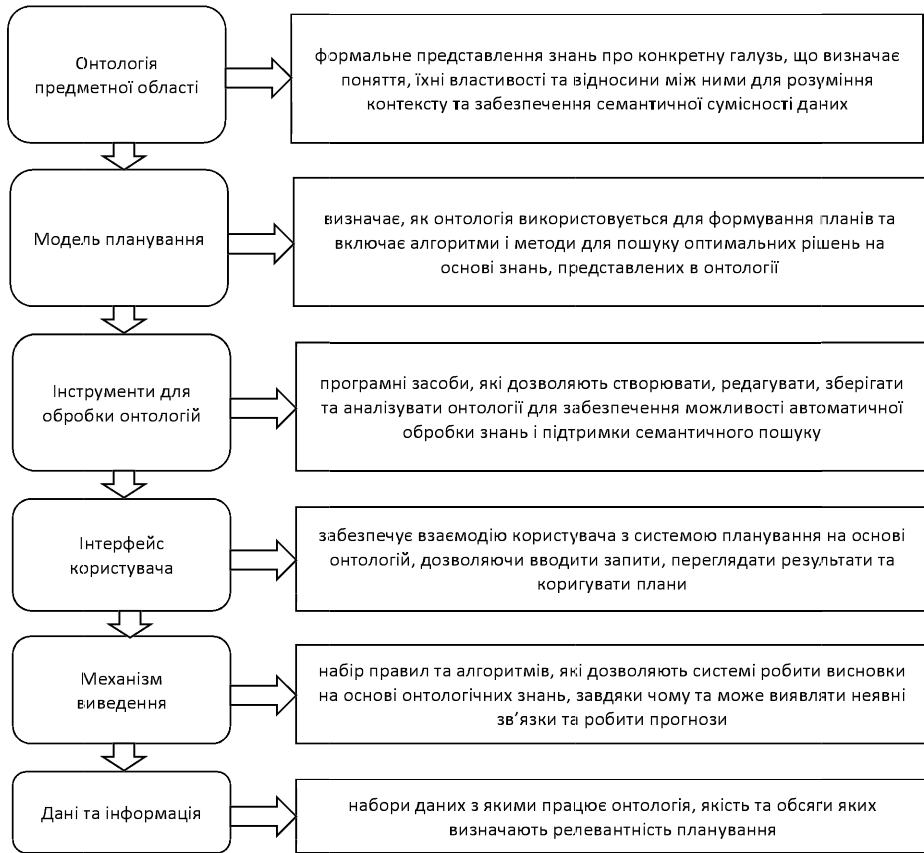 Онтологія
предметної області
формальне представлення знань про конкретну галузь, що визначає
поняття, їхні властивості та відносини між ними для розуміння
контексту та забезпечення семантичної сумісності даних
Модель планування
визначає, як онтологія використовується для формування планів та
включає алгоритми і методи для пошуку оптимальних рішень на
основі знань, представлених в онтології
Інструменти для
обробки онтологій
програмні засоби, які дозволяють створювати, редагувати, зберігати
та аналізувати онтології для забезпечення можливості автоматичної
обробки знань і підтримки семантичного пошуку
Інтерфейс
користувача
забезпечує взаємодію користувача з системою планування на основі
онтологій, дозволяючи вводити запити, переглядати результати та
коригувати плани
Механізм
виведення
набір правил та алгоритмів, які дозволяють системі робити висновки
на основі онтологічних знань, завдяки чому та може виявляти неявні
зв’язки та робити прогнози
Дані та інформація
набори даних з якими працює онтологія, якість та обсяги яких
визначають релевантність планування